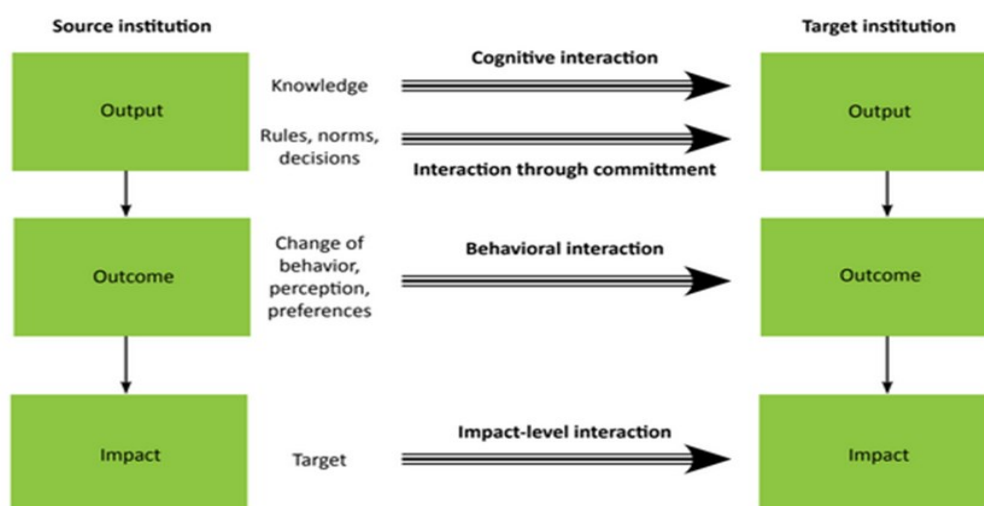 Source institution
Target institution
Cognitive interaction
Output
Knowledge
Output
Rules, norms,
decisions
Interaction through committment
Change of
behavior,
perception,
preferences
Behavioral interaction
Outcome
Outcome
Impact-level interaction
Impact
Target
Impact